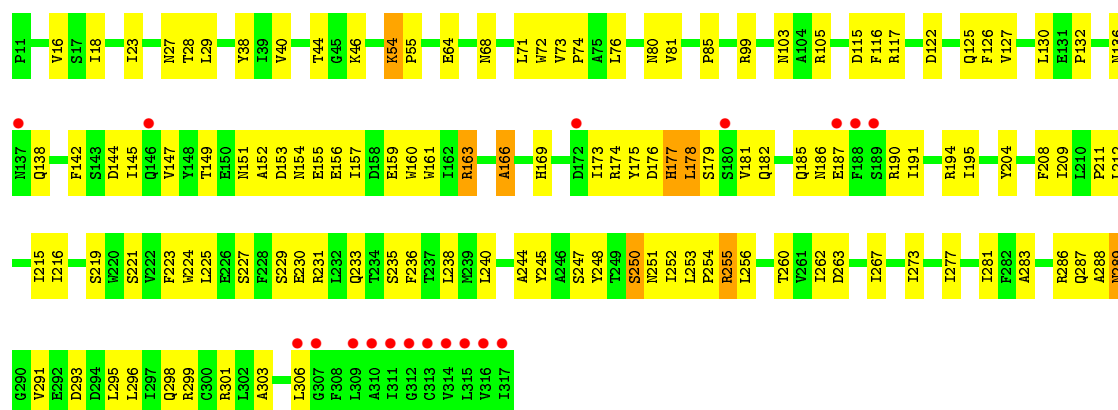 P11 V16 S17 I18 I23 N27 T28 L29 Y38 I39 V40 T44 G45 K46 K54 P55 E64 N68 L71 W72 V73 P74 A75 L76 N80 V81 P85 R99 N103 A104 R105 D115 F116 R117 D122 Q125 F126 V127 L130 E131 P132 N136
N137 Q138 F142 S143 D144 I145 Q146 V147 Y148 T149 E150 N151 A152 D153 N154 E155 E156 I157 D158 E159 W160 W161 I162 R163 A166 H169 D172 I173 R174 Y175 D176 H177 L178 S179 S180 V181 Q182 Q185 N186 E187 F188 S189 R190 I191 R194 I195 Y204 F208 I209 L210 P211 L212
I215 I216 S219 W220 S221 V222 F223 W224 L225 E226 S227 F228 S229 E230 R231 L232 Q233 T234 S235 F236 T237 L238 M239 L240 A244 Y245 A246 S247 Y248 T249 S250 N251 I252 L253 P254 R255 L256 T260 V261 I262 D263 I267 I273 I277 I281 F282 A283 R286 Q287 A288 N289
G290 V291 E292 D293 D294 L295 L296 I297 Q298 R299 C300 R301 L302 A303 L306 G307 F308 L309 A310 I311 G312 C313 V314 L315 V316 I317